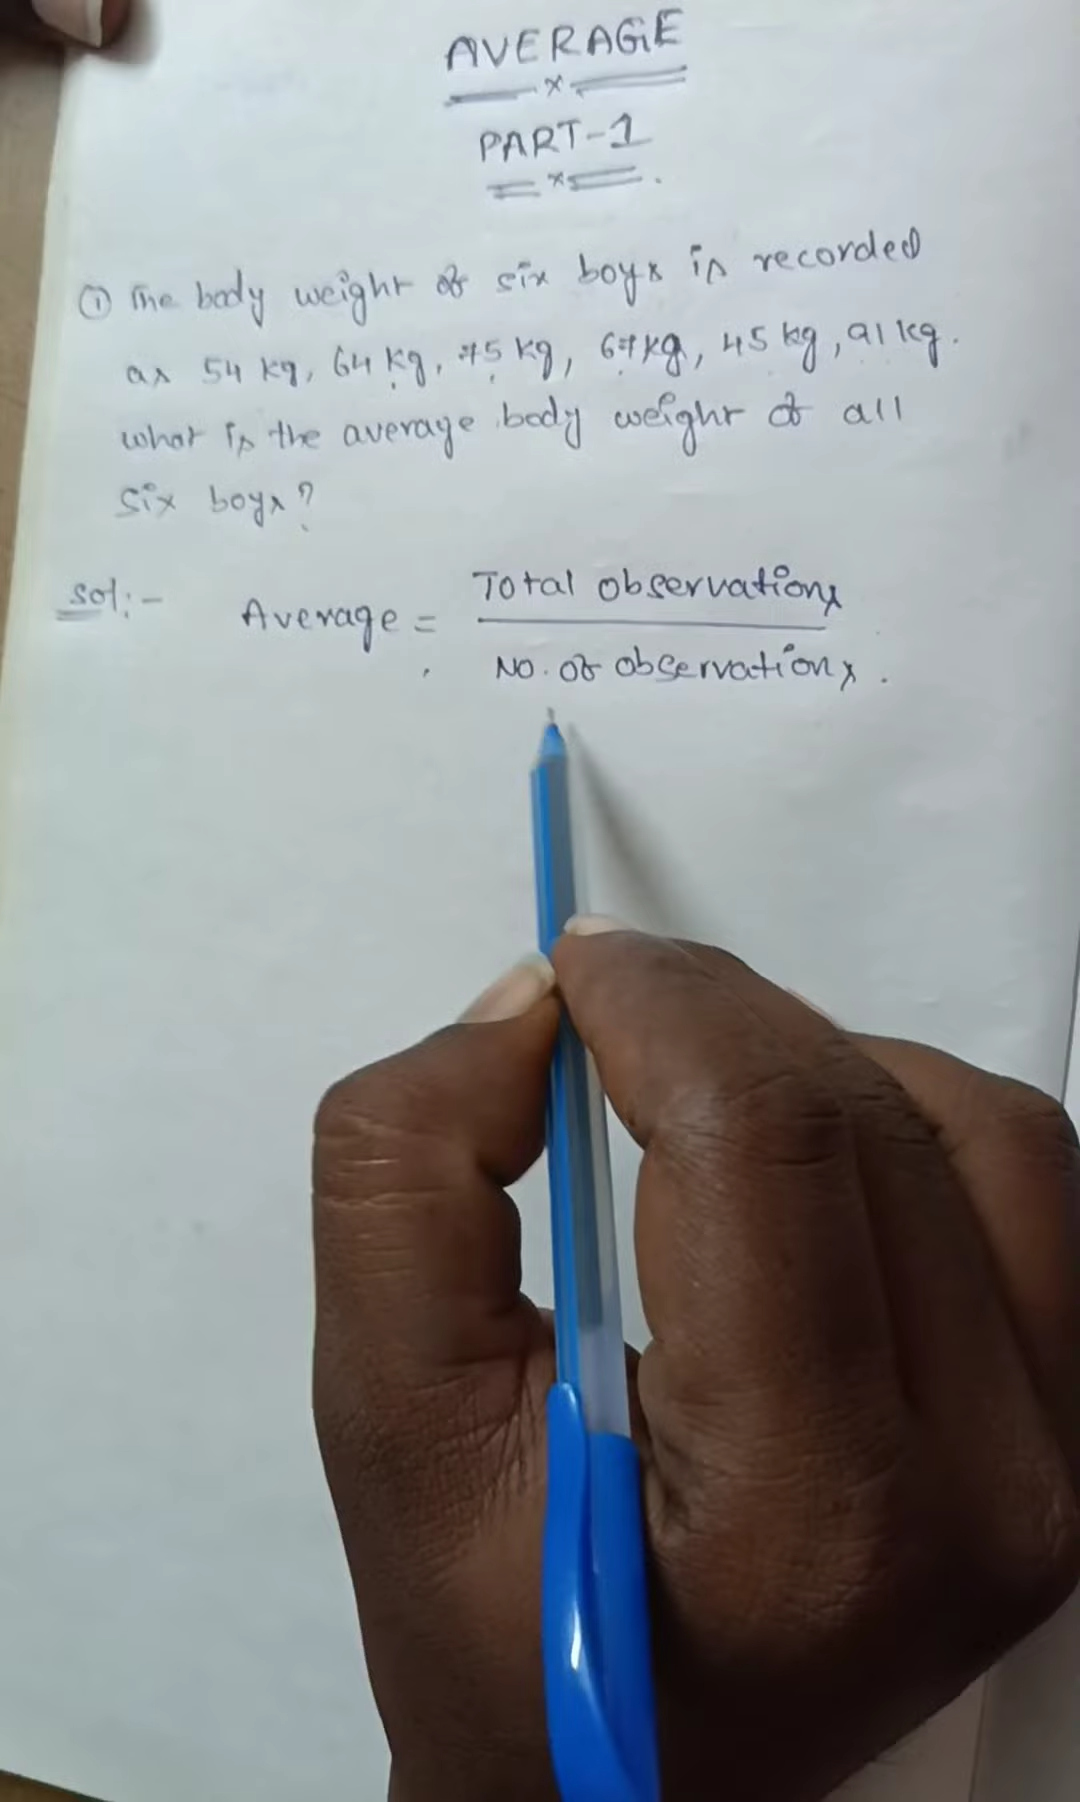 AVERAGE
PART-1
① The body weight of six boys is recorded
as 54 kg, 64 kg, 75 kg, 67 kg, 45 kg, 91 kg.
what is the average body weight of all
six boys?
Sol:- Average = Total observations
No. of observations.